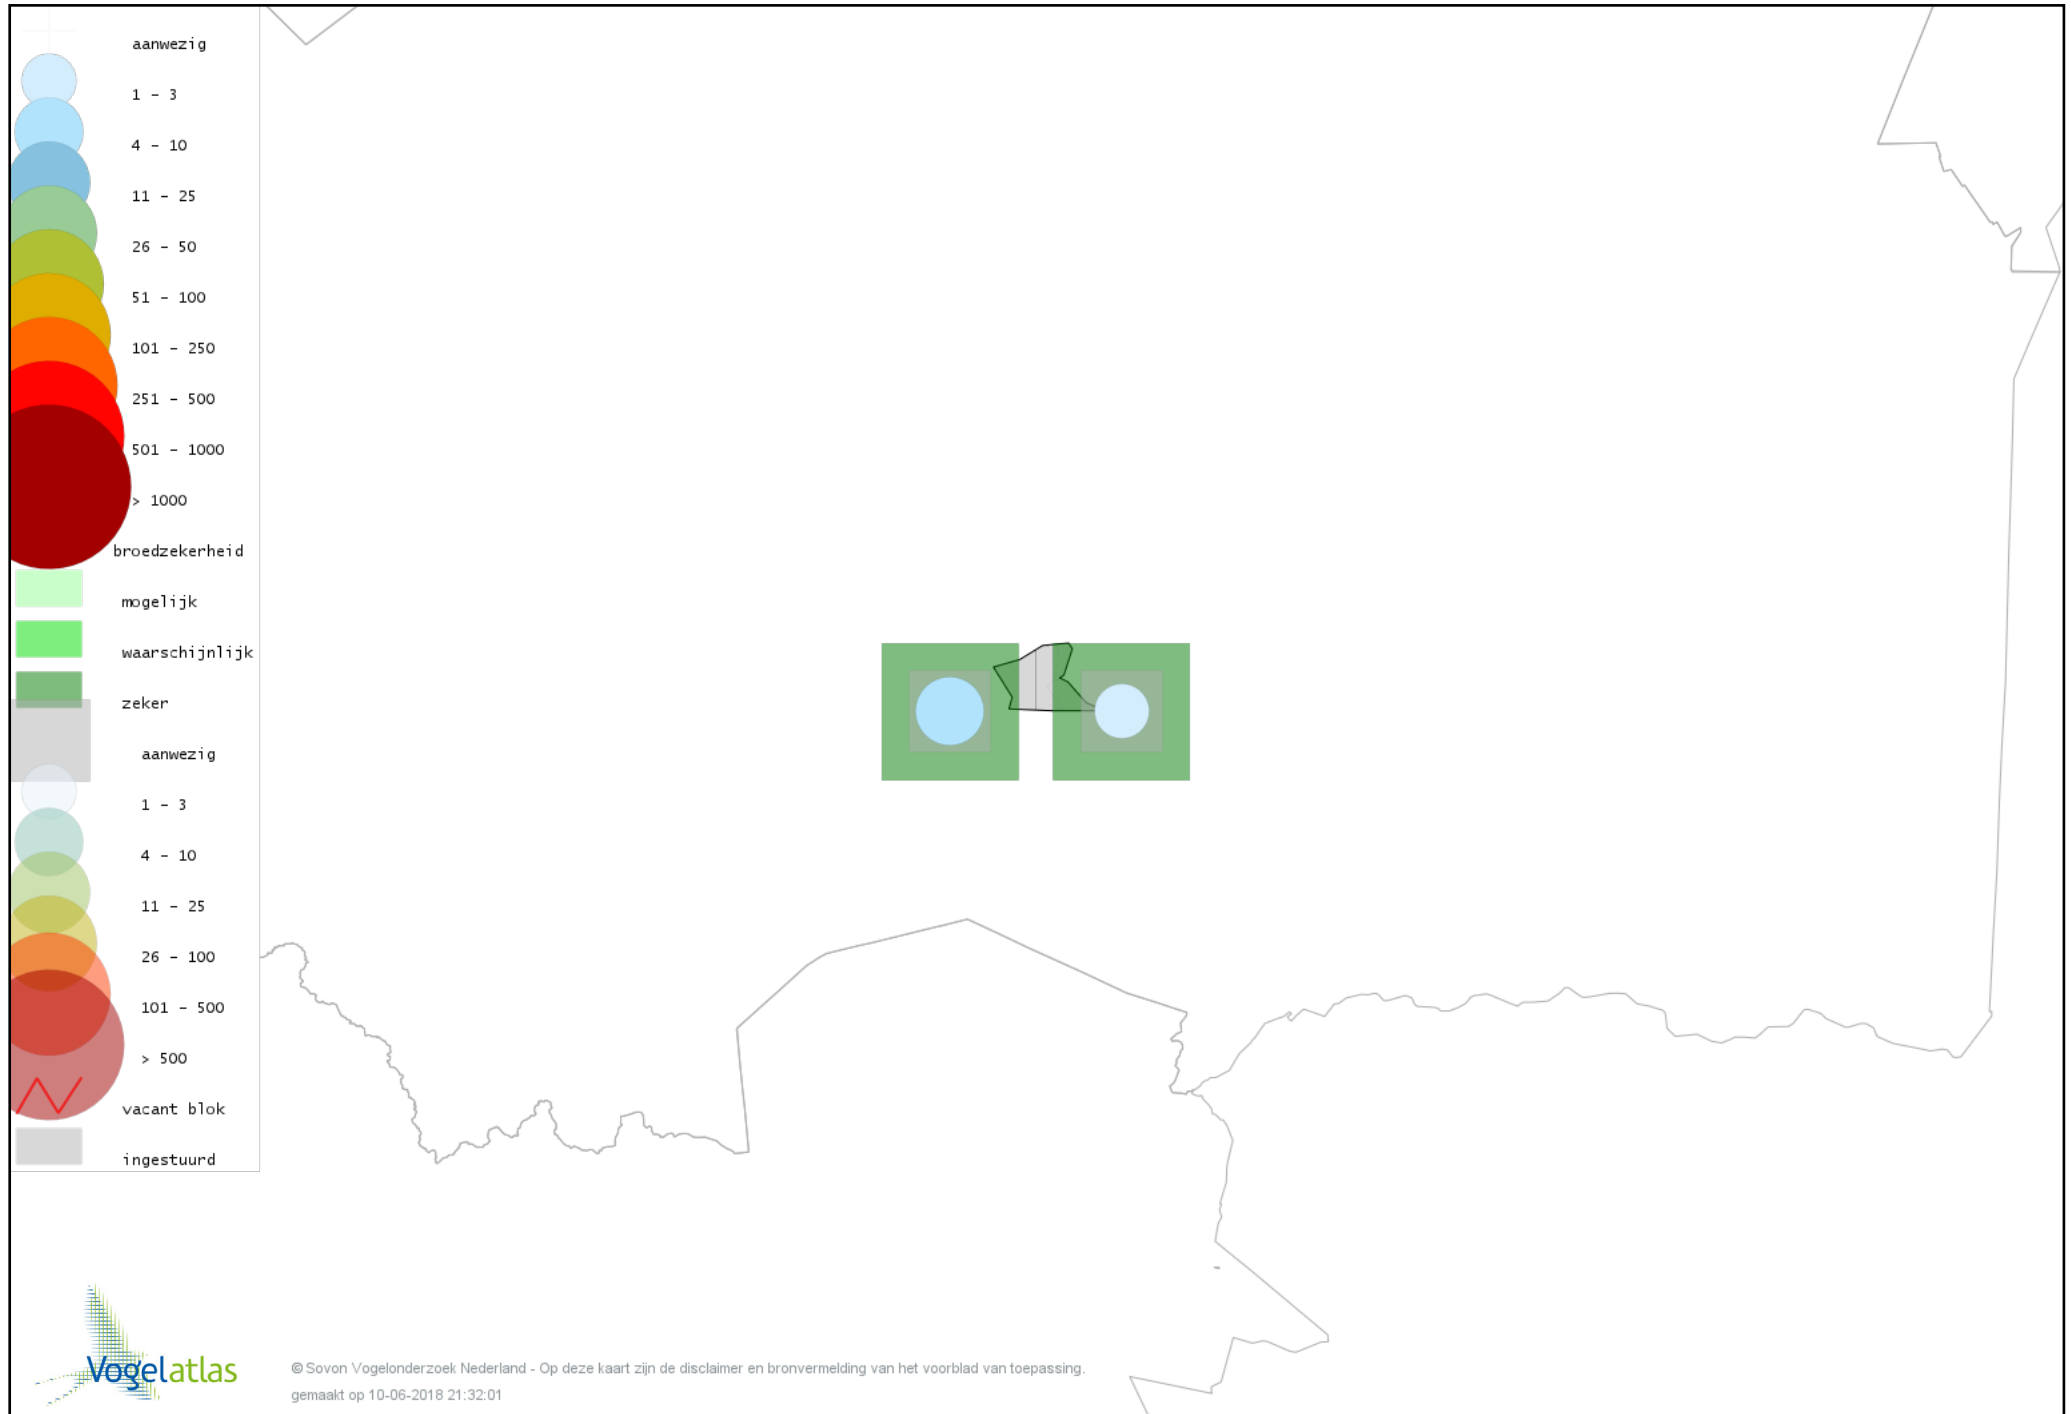 aanwezig
1 - 3
4 - 10
11 - 25
26 - 50
51 - 100
101 - 250
251 - 500
501 - 1000
> 1000
broedzekerheid
mogelijk
waarschijnlijk
zeker
aanwezig
1 - 3
4 - 10
11 - 25
26 - 100
101 - 500
> 500
vacant blok
ingestuurd
Vogelatlas
© Sovon Vogelonderzoek Nederland - Op deze kaart zijn de disclaimer en bronvermelding van het voorblad van toepassing.
gemaakt op 10-06-2018 21:32:01